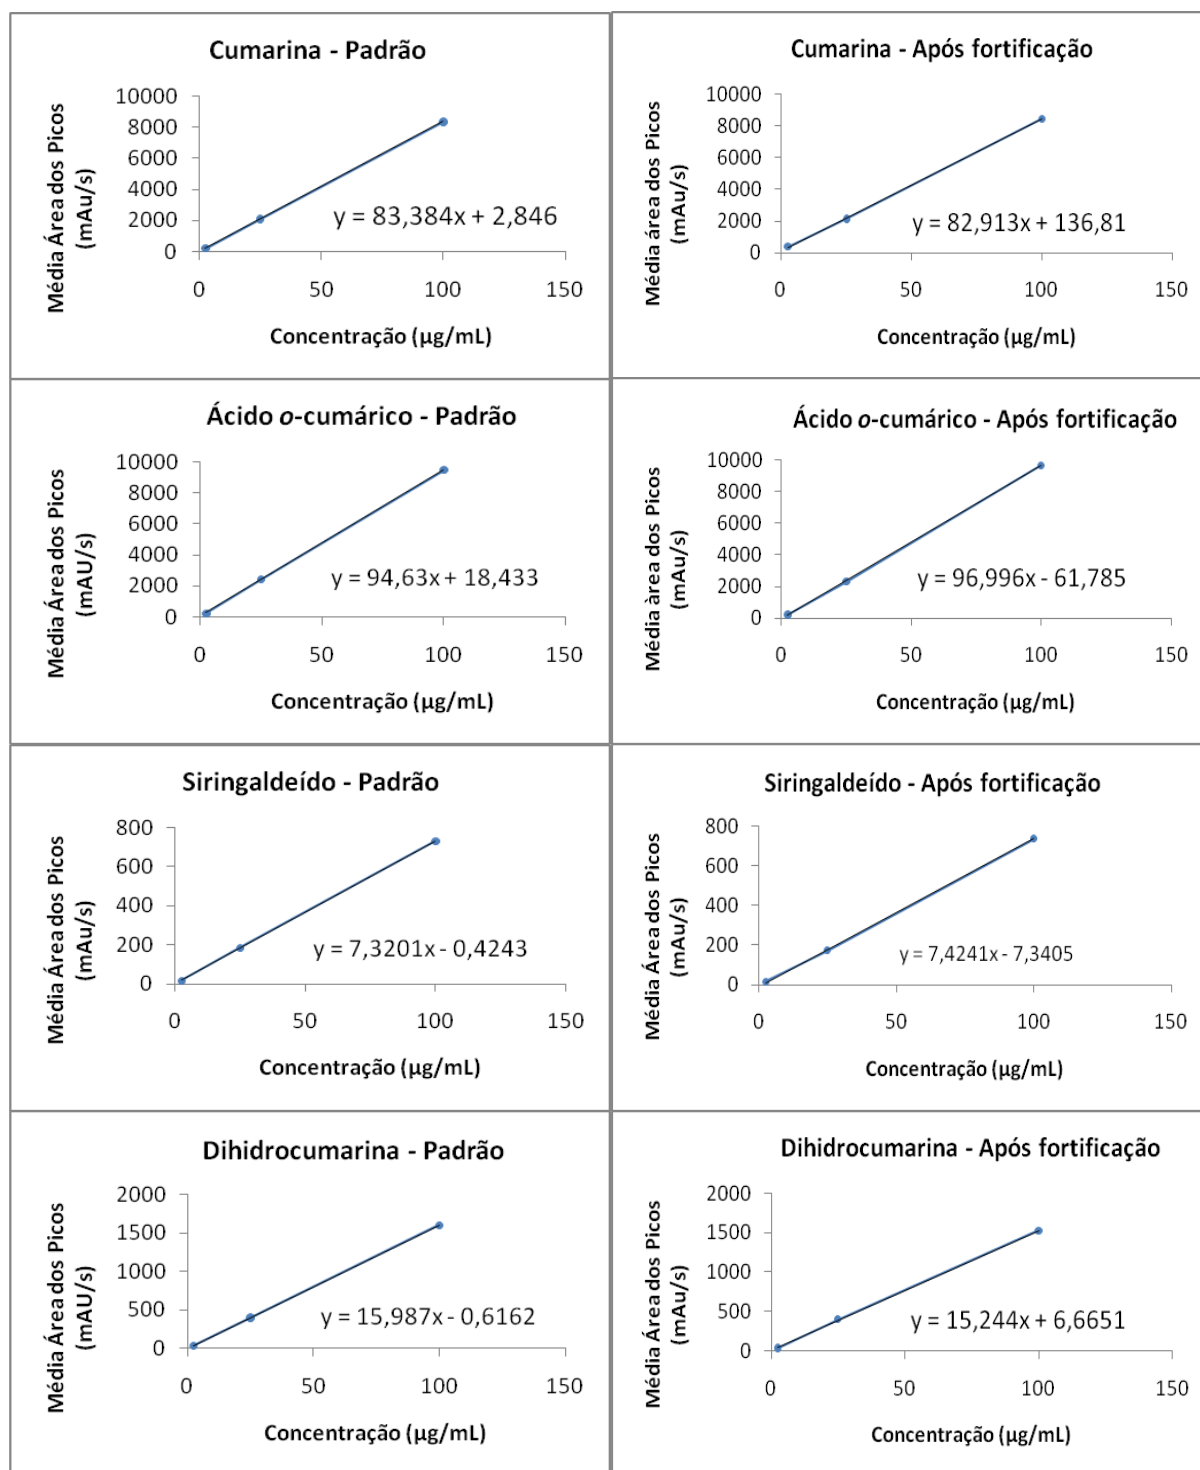 Cumarina - Padrão
Média Área dos Picos
(mAu/s)
10000
8000
6000
4000
2000
0
y = 83,384x + 2,846
0 50 100 150
Concentração (µg/mL)
Cumarina - Após fortificação
Média Área dos Picos
(mAu/s)
10000
8000
6000
4000
2000
0
y = 82,913x + 136,81
0 50 100 150
Concentração (µg/mL)
Ácido o-cumárico - Padrão
Média Área dos Picos
(mAU/s)
10000
8000
6000
4000
2000
0
y = 94,63x + 18,433
0 50 100 150
Concentração (µg/mL)
Ácido o-cumárico - Após fortificação
Média àrea dos Picos
(mAu/s)
10000
8000
6000
4000
2000
0
y = 96,996x - 61,785
0 50 100 150
Concentração (µg/mL)
Siringaldeído - Padrão
Média Área dos Picos
(mAu/s)
800
600
400
200
0
y = 7,3201x - 0,4243
0 50 100 150
Concentração (µg/mL)
Siringaldeído - Após fortificação
Média Área dos Picos
(mAu/s)
800
600
400
200
0
y = 7,4241x - 7,3405
0 50 100 150
Concentração (µg/mL)
Dihidrocumarina - Padrão
Média Área dos Picos
(mAU/s)
2000
1500
1000
500
0
y = 15,987x - 0,6162
0 50 100 150
Concentração (µg/mL)
Dihidrocumarina - Após fortificação
Média Área dos Picos
(mAu/s)
2000
1500
1000
500
0
y = 15,244x + 6,6651
0 50 100 150
Concentração (µg/mL)